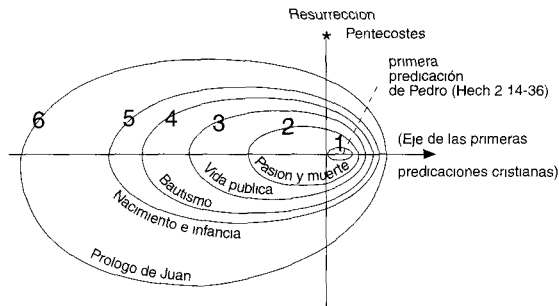 Resurreccion
Pentecostes
primera
predicación
de Pedro (Hech 2 14-36)
6
5
4
3
2
1
(Eje de las primeras
predicaciones cristianas)
Pasion y muerte
Vida publica
Bautismo
Nacimiento e infancia
Prologo de Juan